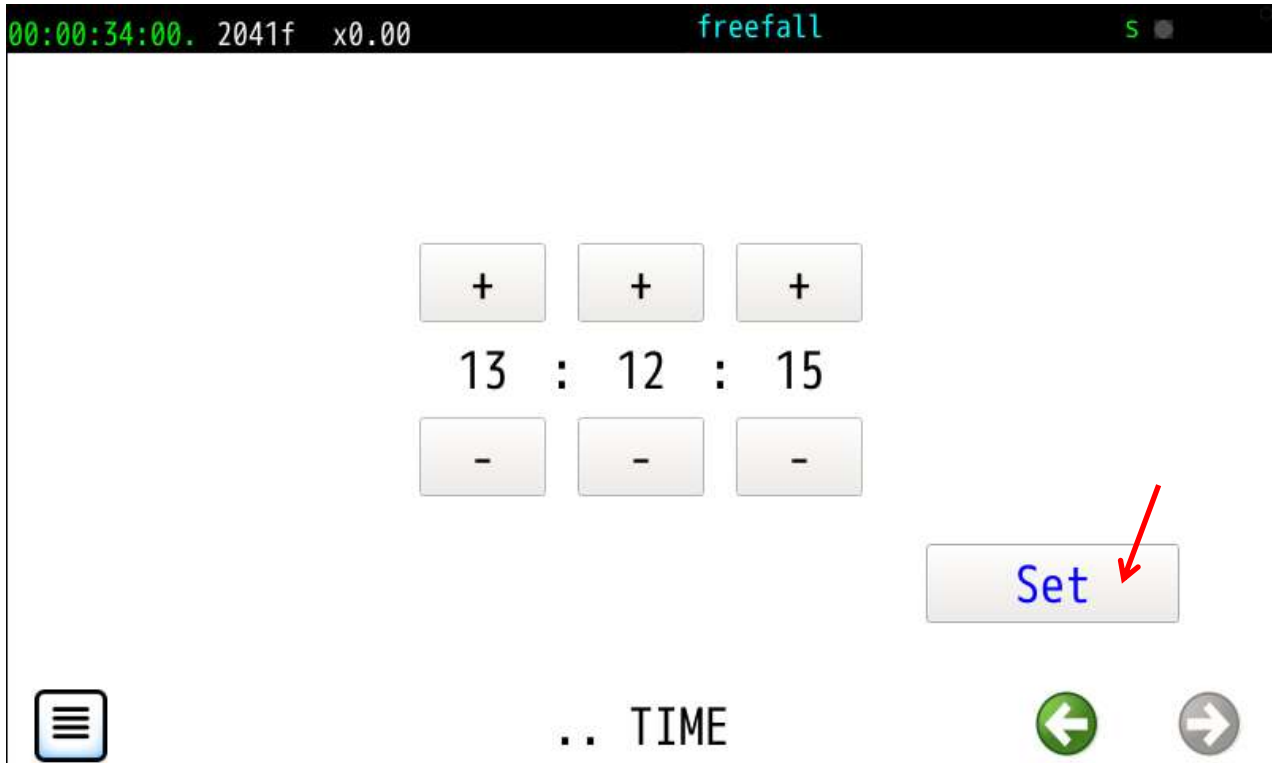 00:00:34:00. 2041f x0.00 freefall S
+ + +
13 : 12 : 15
- - -
Set
.. TIME